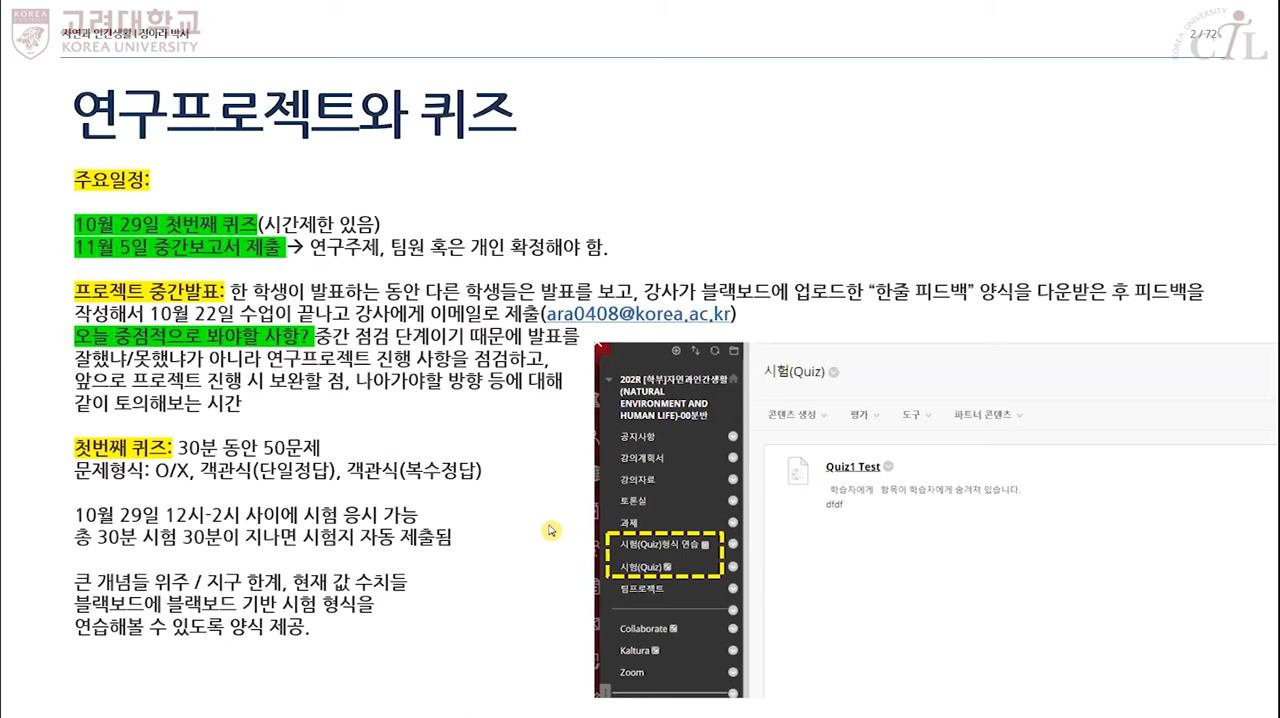 고려대학교
KOREA UNIVERSITY
자연과 인간생활 | 정아라 박사
2 / 72
KOREA UNIVERSITY
CTL
연구프로젝트와 퀴즈
주요일정:
10월 29일 첫번째 퀴즈(시간제한 있음)
11월 5일 중간보고서 제출 → 연구주제, 팀원 혹은 개인 확정해야 함.
프로젝트 중간발표: 한 학생이 발표하는 동안 다른 학생들은 발표를 보고, 강사가 블랙보드에 업로드한 “한줄 피드백” 양식을 다운받은 후 피드백을
작성해서 10월 22일 수업이 끝나고 강사에게 이메일로 제출(ara0408@korea.ac.kr)
오늘 중점적으로 봐야할 사항? 중간 점검 단계이기 때문에 발표를
잘했냐/못했냐가 아니라 연구프로젝트 진행 사항을 점검하고,
앞으로 프로젝트 진행 시 보완할 점, 나아가야할 방향 등에 대해
같이 토의해보는 시간
첫번째 퀴즈: 30분 동안 50문제
문제형식: O/X, 객관식(단일정답), 객관식(복수정답)
10월 29일 12시-2시 사이에 시험 응시 가능
총 30분 시험 30분이 지나면 시험지 자동 제출됨
큰 개념들 위주 / 지구 한계, 현재 값 수치들
블랙보드에 블랙보드 기반 시험 형식을
연습해볼 수 있도록 양식 제공.
202R [학부]자연과인간생활
(NATURAL
ENVIRONMENT AND
HUMAN LIFE)-00분반
공지사항
강의계획서
강의자료
토론실
과제
시험(Quiz)형식 연습
시험(Quiz)
팀프로젝트
Collaborate
Kaltura
Zoom
시험(Quiz)
콘텐츠 생성 평가 도구 파트너 콘텐츠
Quiz1 Test
학습자에게 항목이 학습자에게 숨겨져 있습니다.
dfdf